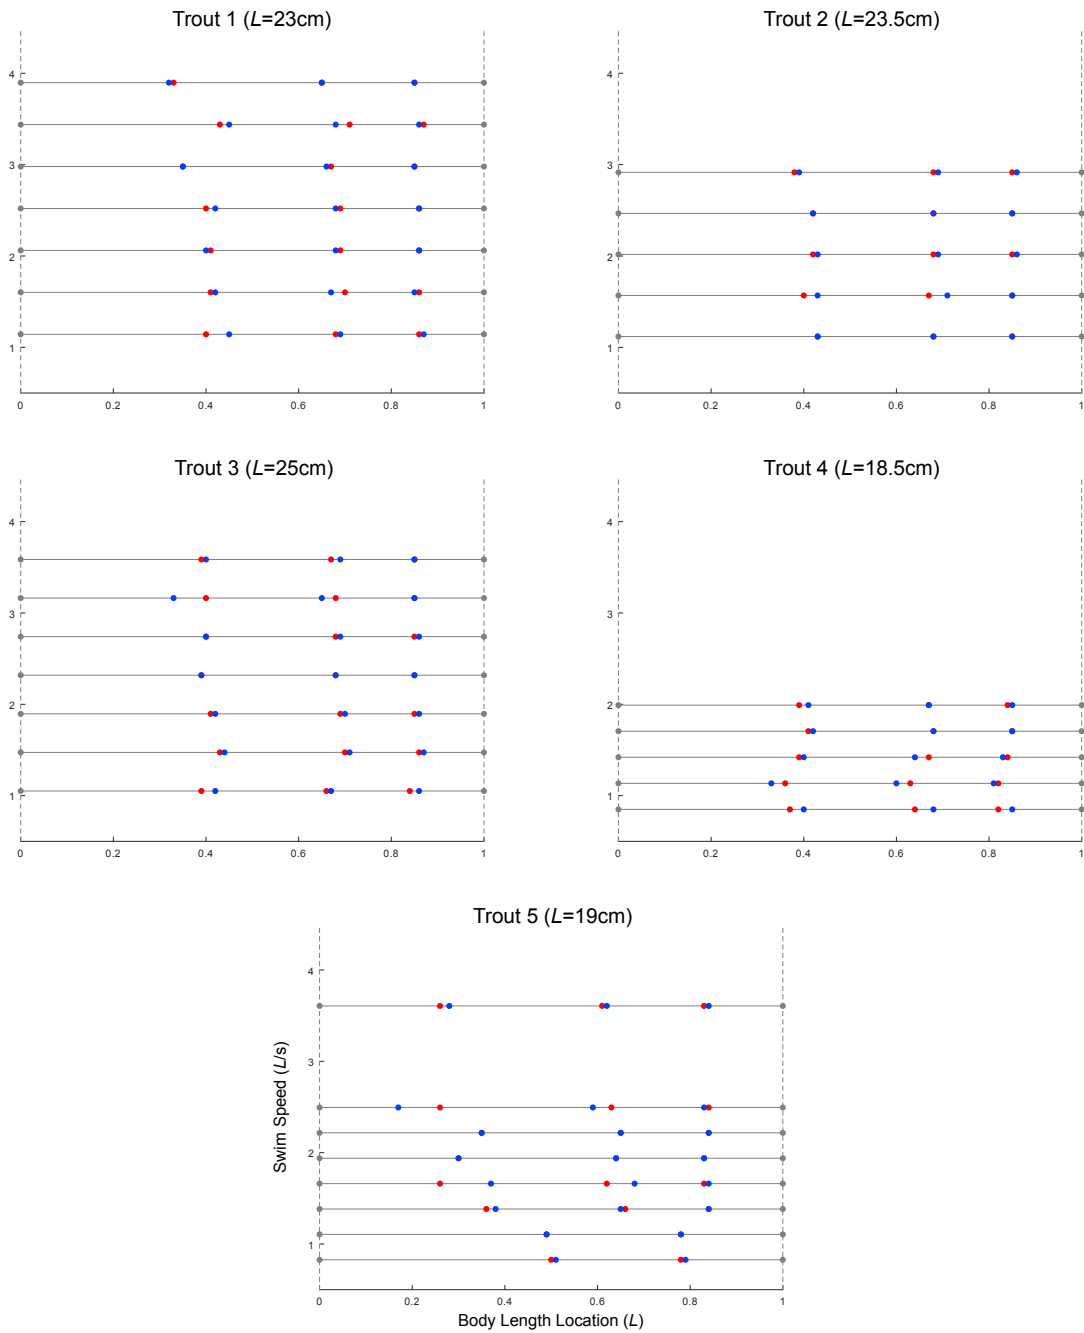 Trout 1 (L=23cm)
4
3
2
1
0 0.2 0.4 0.6 0.8 1
Trout 2 (L=23.5cm)
4
3
2
1
0 0.2 0.4 0.6 0.8 1
Trout 3 (L=25cm)
4
3
2
1
0 0.2 0.4 0.6 0.8 1
Trout 4 (L=18.5cm)
4
3
2
1
0 0.2 0.4 0.6 0.8 1
Trout 5 (L=19cm)
Swim Speed (L/s)
4
3
2
1
0 0.2 0.4 0.6 0.8 1
Body Length Location (L)